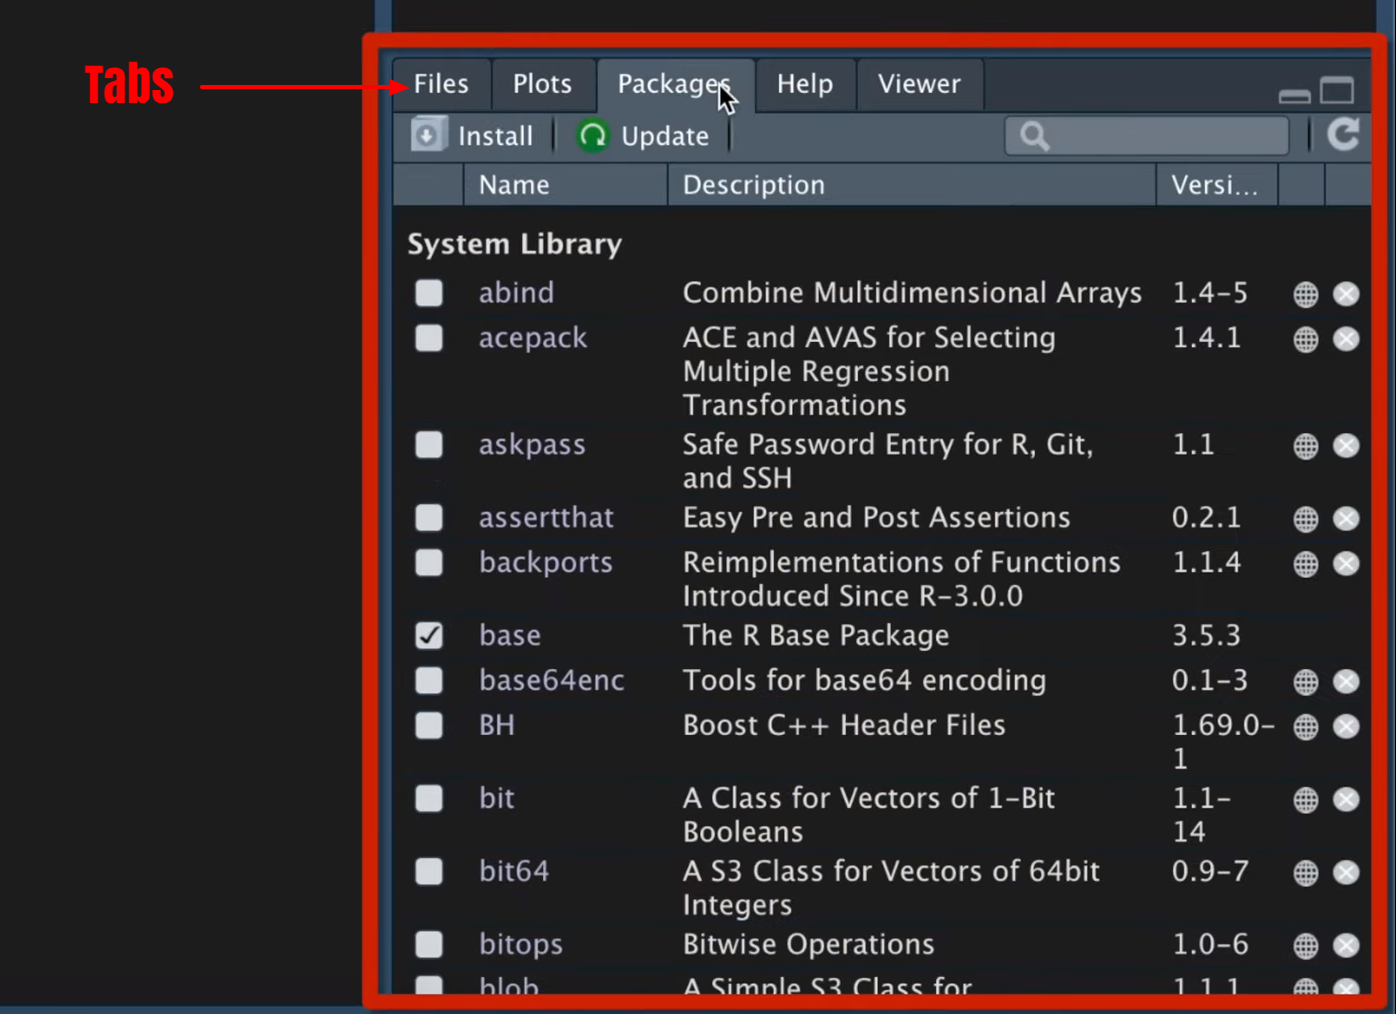 Tabs
Files Plots Packages Help Viewer
Install Update
Name Description Versi...
System Library
abind Combine Multidimensional Arrays 1.4-5
acepack ACE and AVAS for Selecting 1.4.1
Multiple Regression
Transformations
askpass Safe Password Entry for R, Git, 1.1
and SSH
assertthat Easy Pre and Post Assertions 0.2.1
backports Reimplementations of Functions 1.1.4
Introduced Since R-3.0.0
base The R Base Package 3.5.3
base64enc Tools for base64 encoding 0.1-3
BH Boost C++ Header Files 1.69.0-
1
bit A Class for Vectors of 1-Bit 1.1-
Booleans 14
bit64 A S3 Class for Vectors of 64bit 0.9-7
Integers
bitops Bitwise Operations 1.0-6
blob A Simple S3 Class for 1.1.1